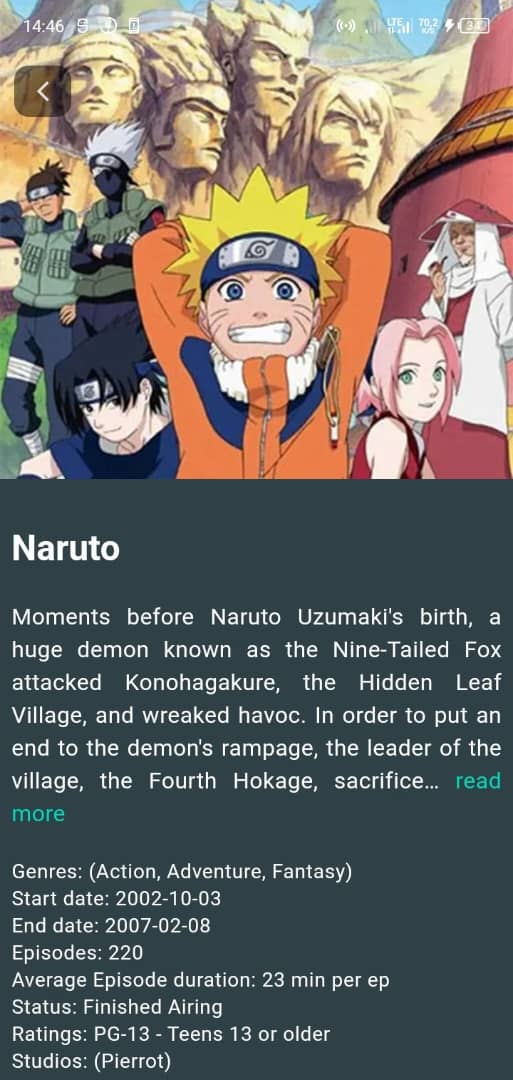 14:46 LTE 70,2 K/S
Naruto
Moments before Naruto Uzumaki's birth, a
huge demon known as the Nine-Tailed Fox
attacked Konohagakure, the Hidden Leaf
Village, and wreaked havoc. In order to put an
end to the demon's rampage, the leader of the
village, the Fourth Hokage, sacrifice... read
more
Genres: (Action, Adventure, Fantasy)
Start date: 2002-10-03
End date: 2007-02-08
Episodes: 220
Average Episode duration: 23 min per ep
Status: Finished Airing
Ratings: PG-13 - Teens 13 or older
Studios: (Pierrot)